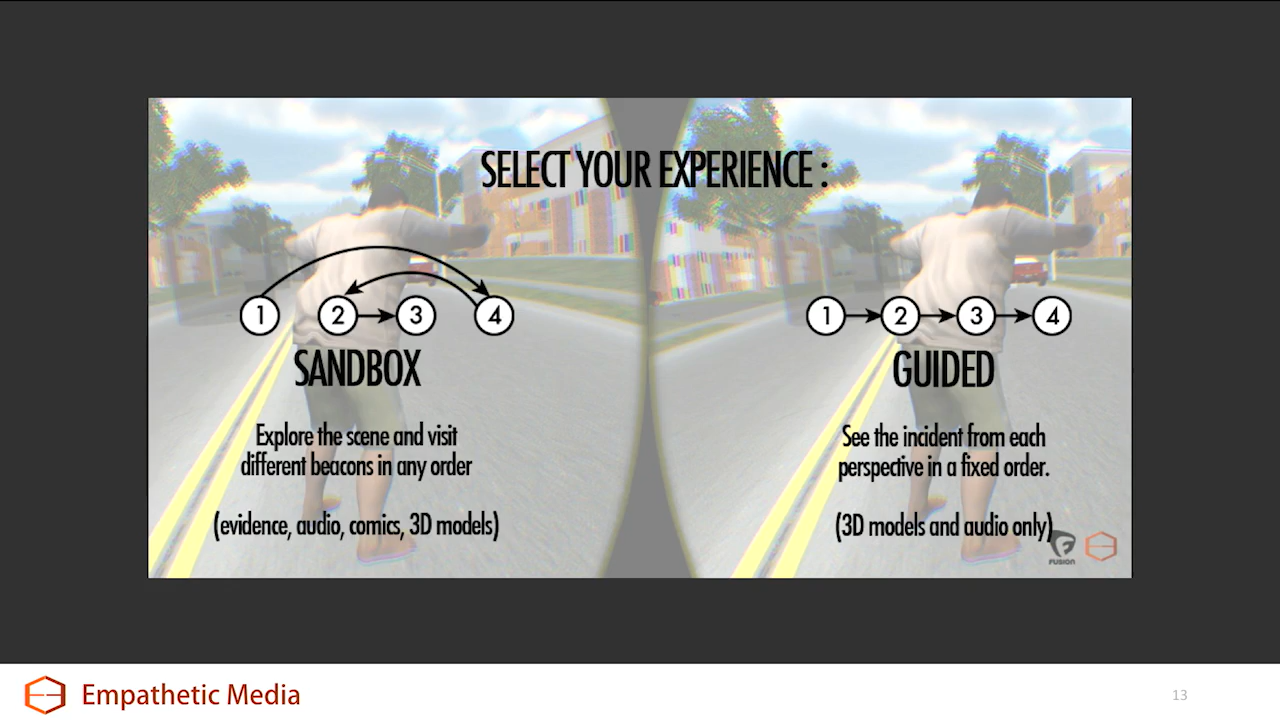 SELECT YOUR EXPERIENCE :
1 2 3 4
SANDBOX
Explore the scene and visit
different beacons in any order
(evidence, audio, comics, 3D models)
1 2 3 4
GUIDED
See the incident from each
perspective in a fixed order.
(3D models and audio only)
FUSION
Empathetic Media
13